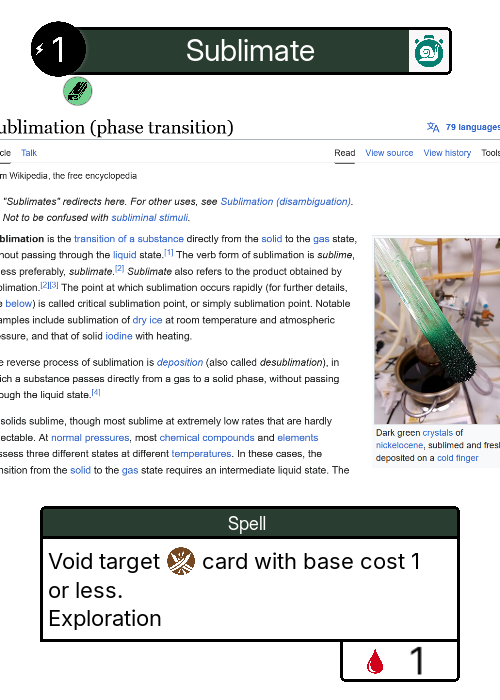 1 Sublimate
ublimation (phase transition)
79 languages
cle Talk Read View source View history Tools
m Wikipedia, the free encyclopedia
"Sublimates" redirects here. For other uses, see Sublimation (disambiguation).
Not to be confused with subliminal stimuli.
blimation is the transition of a substance directly from the solid to the gas state,
hout passing through the liquid state.[1] The verb form of sublimation is sublime,
less preferably, sublimate.[2] Sublimate also refers to the product obtained by
blimation.[2][3] The point at which sublimation occurs rapidly (for further details,
e below) is called critical sublimation point, or simply sublimation point. Notable
amples include sublimation of dry ice at room temperature and atmospheric
essure, and that of solid iodine with heating.
e reverse process of sublimation is deposition (also called desublimation), in
ich a substance passes directly from a gas to a solid phase, without passing
ough the liquid state.[4]
solids sublime, though most sublime at extremely low rates that are hardly
ectable. At normal pressures, most chemical compounds and elements
ssess three different states at different temperatures. In these cases, the
nsition from the solid to the gas state requires an intermediate liquid state. The
Dark green crystals of
nickelocene, sublimed and fresh
deposited on a cold finger
Spell
Void target card with base cost 1
or less.
Exploration
1